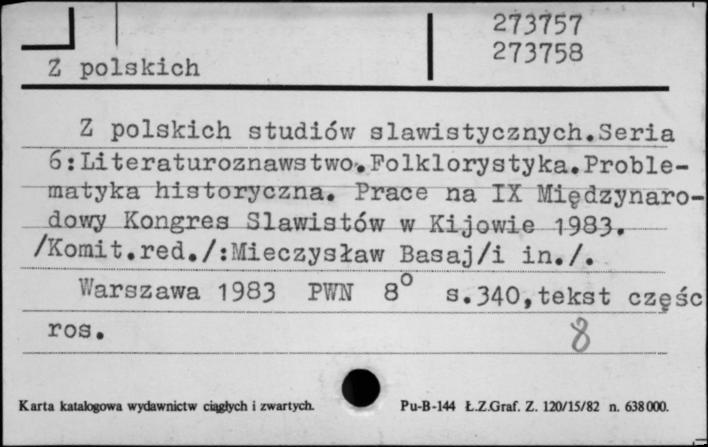 273757
273758
Z polskich
Z polskich studiów slawistycznych.Seria
6:Literaturoznawstwo.Folklorystyka.Proble-
matyka historyczna. Prace na IX Międzynaro-
dowy Kongres Slawistów w Kijowie 1983.
/Komit.red./:Mieczysław Basaj/i in./.
Warszawa 1983 PWN 8° s.340,tekst częśc
ros.
8
Karta katalogowa wydawnictw ciągłych i zwartych. Pu-B-144 Ł.Z.Graf. Z. 120/15/82 n. 638000.